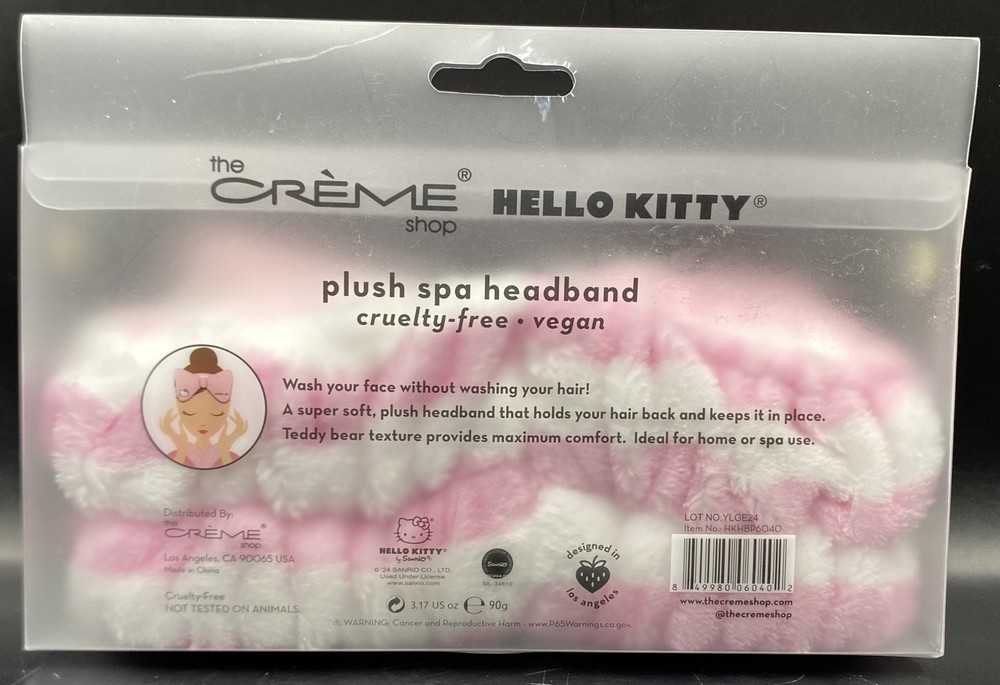 the
CRÈME®
shop
HELLO KITTY®
plush spa headband
cruelty-free • vegan
Wash your face without washing your hair!
A super soft, plush headband that holds your hair back and keeps it in place.
Teddy bear texture provides maximum comfort. Ideal for home or spa use.
Distributed By:
the
CRÈME®
shop
Los Angeles, CA 90065 USA
Made in China
Cruelty-Free
NOT TESTED ON ANIMALS.
HELLO KITTY®
by Sanrio®
© '24 SANRIO CO., LTD.
Used Under License.
www.sanrio.com
Sanrio
SIL-34810
3.17 US oz ℮ 90g
⚠ WARNING: Cancer and Reproductive Harm - www.P65Warnings.ca.gov.
designed in
los angeles
LOT NO.YLGE24
Item No.: HKHBP6040
8 49980 06040 2
www.thecremeshop.com
@thecremeshop